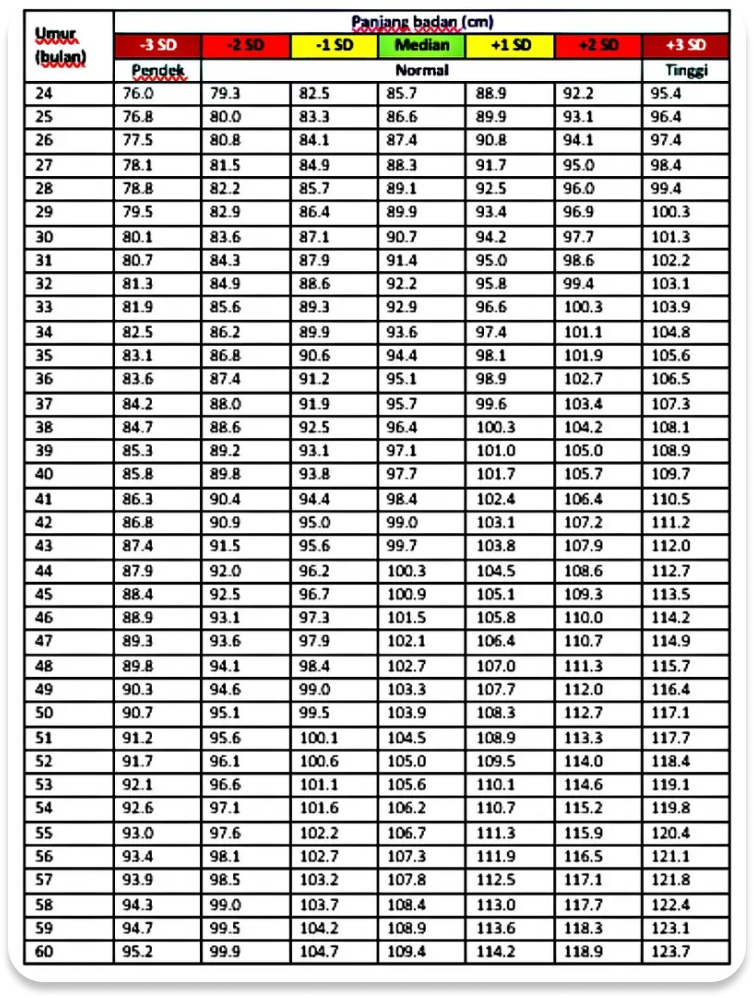 Umur (bulan) Panjang badan (cm)
-3 SD -2 SD -1 SD Median +1 SD +2 SD +3 SD
Pendek Normal Tinggi
24 76.0 79.3 82.5 85.7 88.9 92.2 95.4
25 76.8 80.0 83.3 86.6 89.9 93.1 96.4
26 77.5 80.8 84.1 87.4 90.8 94.1 97.4
27 78.1 81.5 84.9 88.3 91.7 95.0 98.4
28 78.8 82.2 85.7 89.1 92.5 96.0 99.4
29 79.5 82.9 86.4 89.9 93.4 96.9 100.3
30 80.1 83.6 87.1 90.7 94.2 97.7 101.3
31 80.7 84.3 87.9 91.4 95.0 98.6 102.2
32 81.3 84.9 88.6 92.2 95.8 99.4 103.1
33 81.9 85.6 89.3 92.9 96.6 100.3 103.9
34 82.5 86.2 89.9 93.6 97.4 101.1 104.8
35 83.1 86.8 90.6 94.4 98.1 101.9 105.6
36 83.6 87.4 91.2 95.1 98.9 102.7 106.5
37 84.2 88.0 91.9 95.7 99.6 103.4 107.3
38 84.7 88.6 92.5 96.4 100.3 104.2 108.1
39 85.3 89.2 93.1 97.1 101.0 105.0 108.9
40 85.8 89.8 93.8 97.7 101.7 105.7 109.7
41 86.3 90.4 94.4 98.4 102.4 106.4 110.5
42 86.8 90.9 95.0 99.0 103.1 107.2 111.2
43 87.4 91.5 95.6 99.7 103.8 107.9 112.0
44 87.9 92.0 96.2 100.3 104.5 108.6 112.7
45 88.4 92.5 96.7 100.9 105.1 109.3 113.5
46 88.9 93.1 97.3 101.5 105.8 110.0 114.2
47 89.3 93.6 97.9 102.1 106.4 110.7 114.9
48 89.8 94.1 98.4 102.7 107.0 111.3 115.7
49 90.3 94.6 99.0 103.3 107.7 112.0 116.4
50 90.7 95.1 99.5 103.9 108.3 112.7 117.1
51 91.2 95.6 100.1 104.5 108.9 113.3 117.7
52 91.7 96.1 100.6 105.0 109.5 114.0 118.4
53 92.1 96.6 101.1 105.6 110.1 114.6 119.1
54 92.6 97.1 101.6 106.2 110.7 115.2 119.8
55 93.0 97.6 102.2 106.7 111.3 115.9 120.4
56 93.4 98.1 102.7 107.3 111.9 116.5 121.1
57 93.9 98.5 103.2 107.8 112.5 117.1 121.8
58 94.3 99.0 103.7 108.4 113.0 117.7 122.4
59 94.7 99.5 104.2 108.9 113.6 118.3 123.1
60 95.2 99.9 104.7 109.4 114.2 118.9 123.7